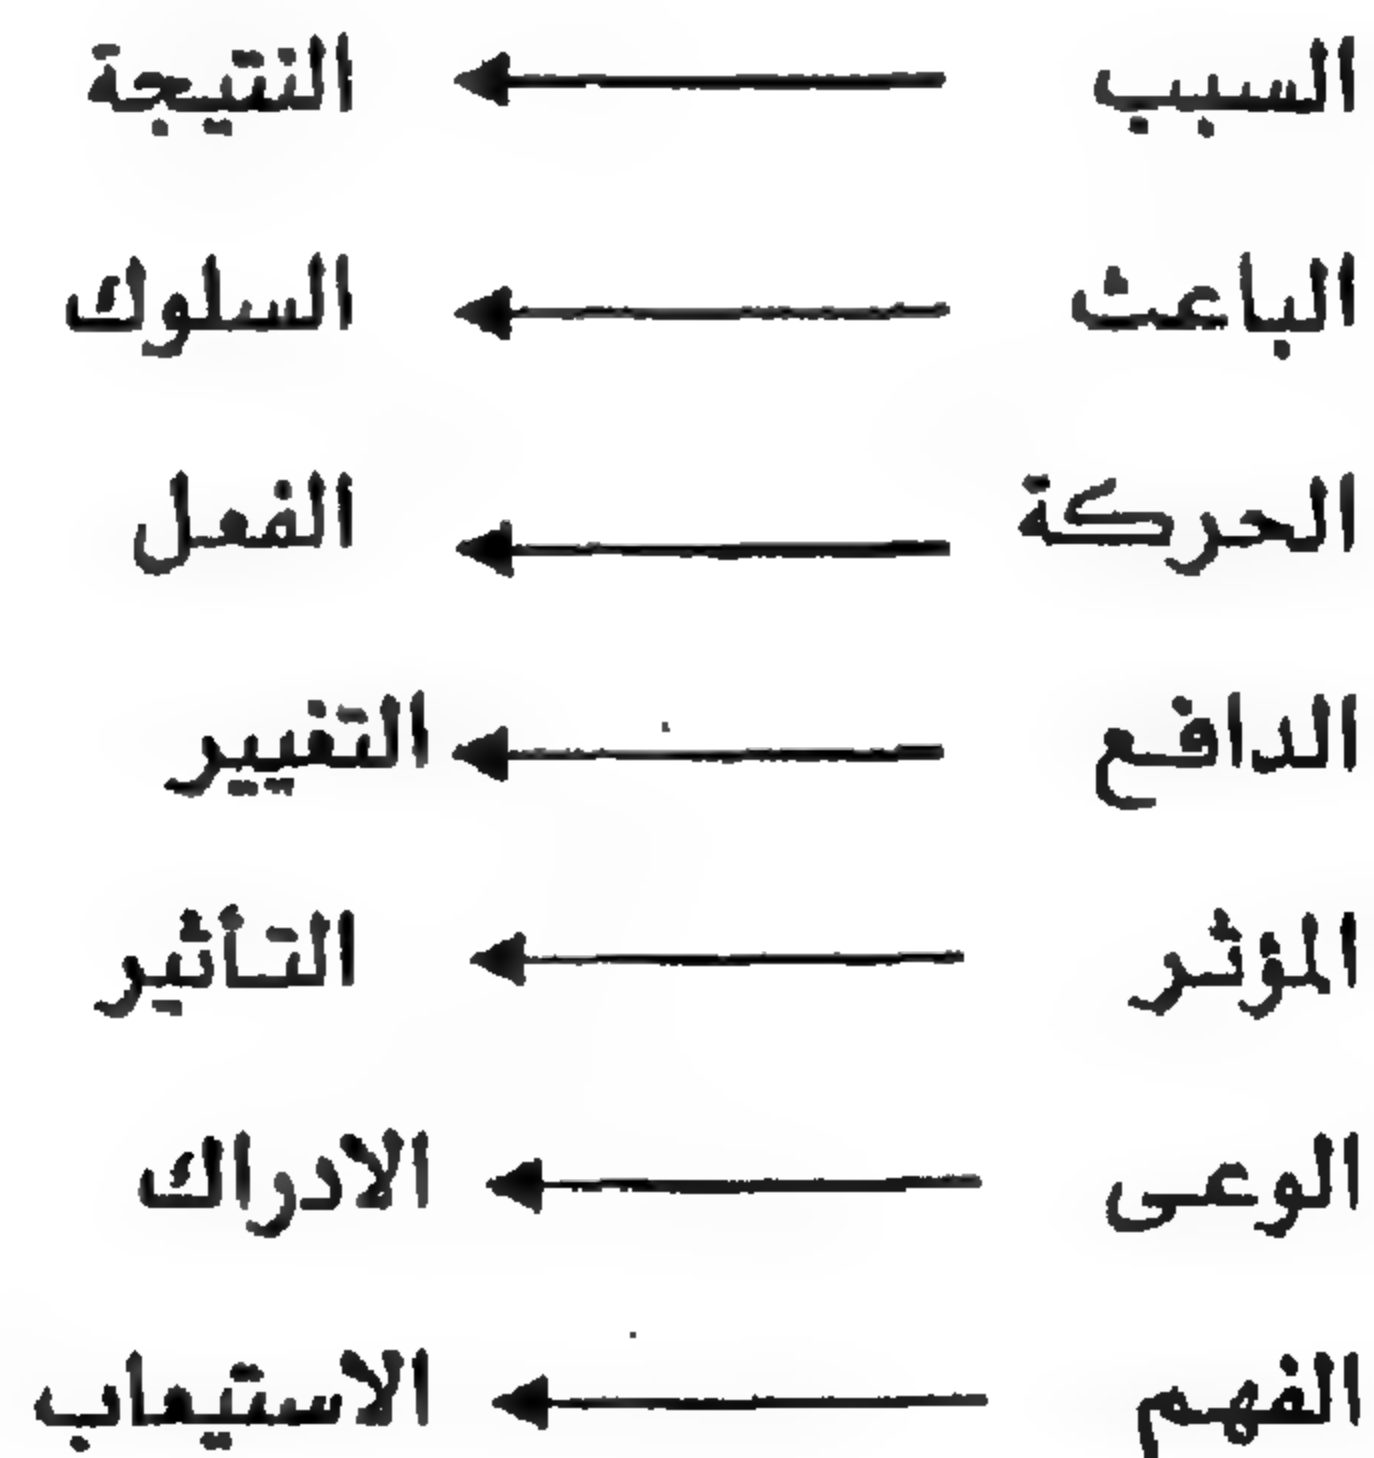 السبب ← النتيجة
الباعث ← السلوك
الحركة ← الفعل
الدافع ← التغيير
المؤثر ← التأثير
الوعى ← الادراك
الفهم ← الاستيعاب